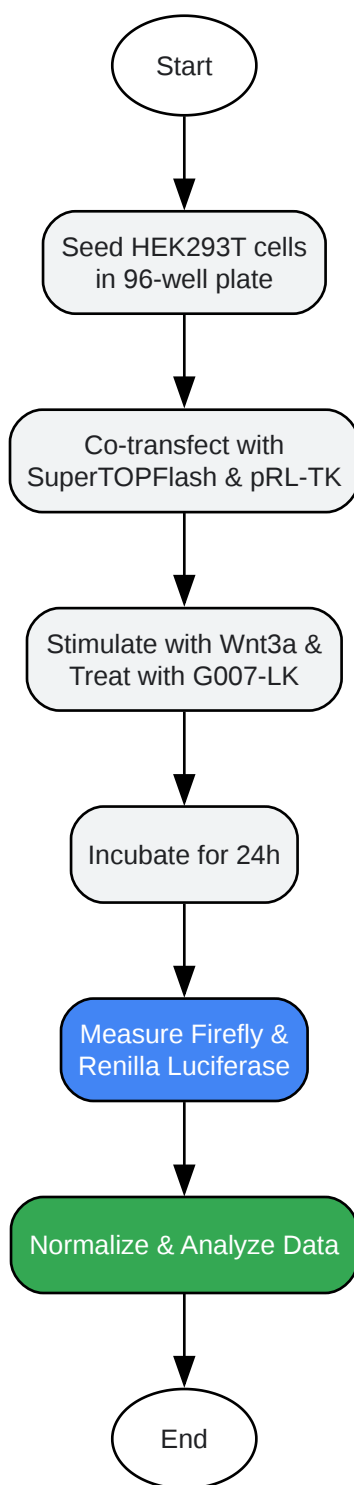 Start
Seed HEK293T cells
in 96-well plate
Co-transfect with
SuperTOPFlash & pRL-TK
Stimulate with Wnt3a &
Treat with G007-LK
Incubate for 24h
Measure Firefly &
Renilla Luciferase
Normalize & Analyze Data
End